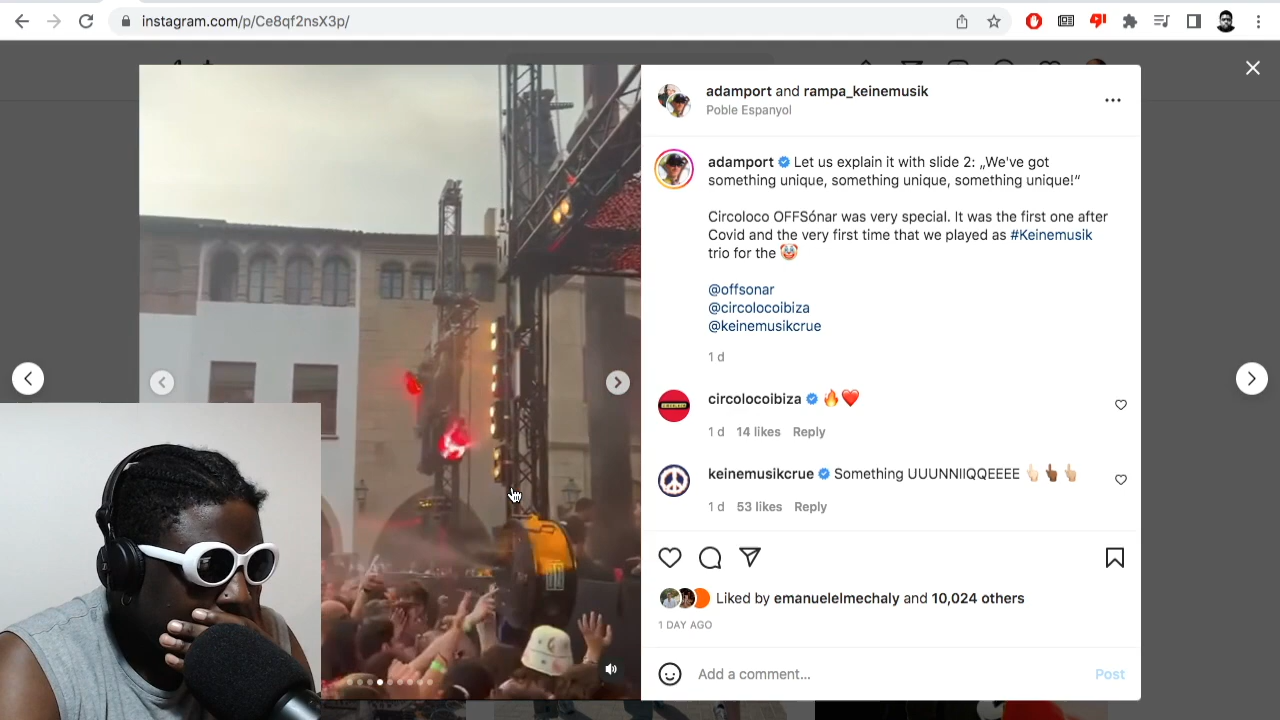 instagram.com/p/Ce8qf2nsX3p/
adamport and rampa_keinemusik
Poble Espanyol
adamport Let us explain it with slide 2: „We've got
something unique, something unique, something unique!“
Circoloco OFFSónar was very special. It was the first one after
Covid and the very first time that we played as #Keinemusik
trio for the 🤡
@offsonar
@circolocoibiza
@keinemusikcrue
1 d
circolocoibiza 🔥❤️
1 d 14 likes Reply
keinemusikcrue Something UUUNNIIQQEEEE 👆🏻👆🏾👆🏼
1 d 53 likes Reply
Liked by emanuelelmechaly and 10,024 others
1 DAY AGO
Add a comment... Post